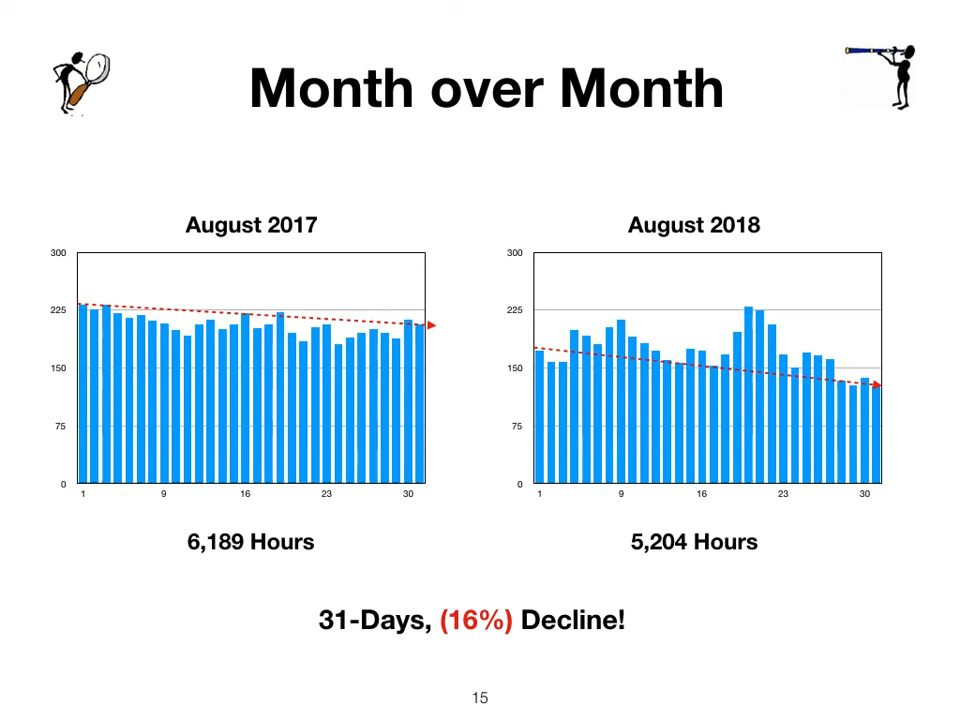 Month over Month
August 2017
300
225
150
75
0
1 9 16 23 30
6,189 Hours
August 2018
300
225
150
75
0
1 9 16 23 30
5,204 Hours
31-Days, (16%) Decline!
15